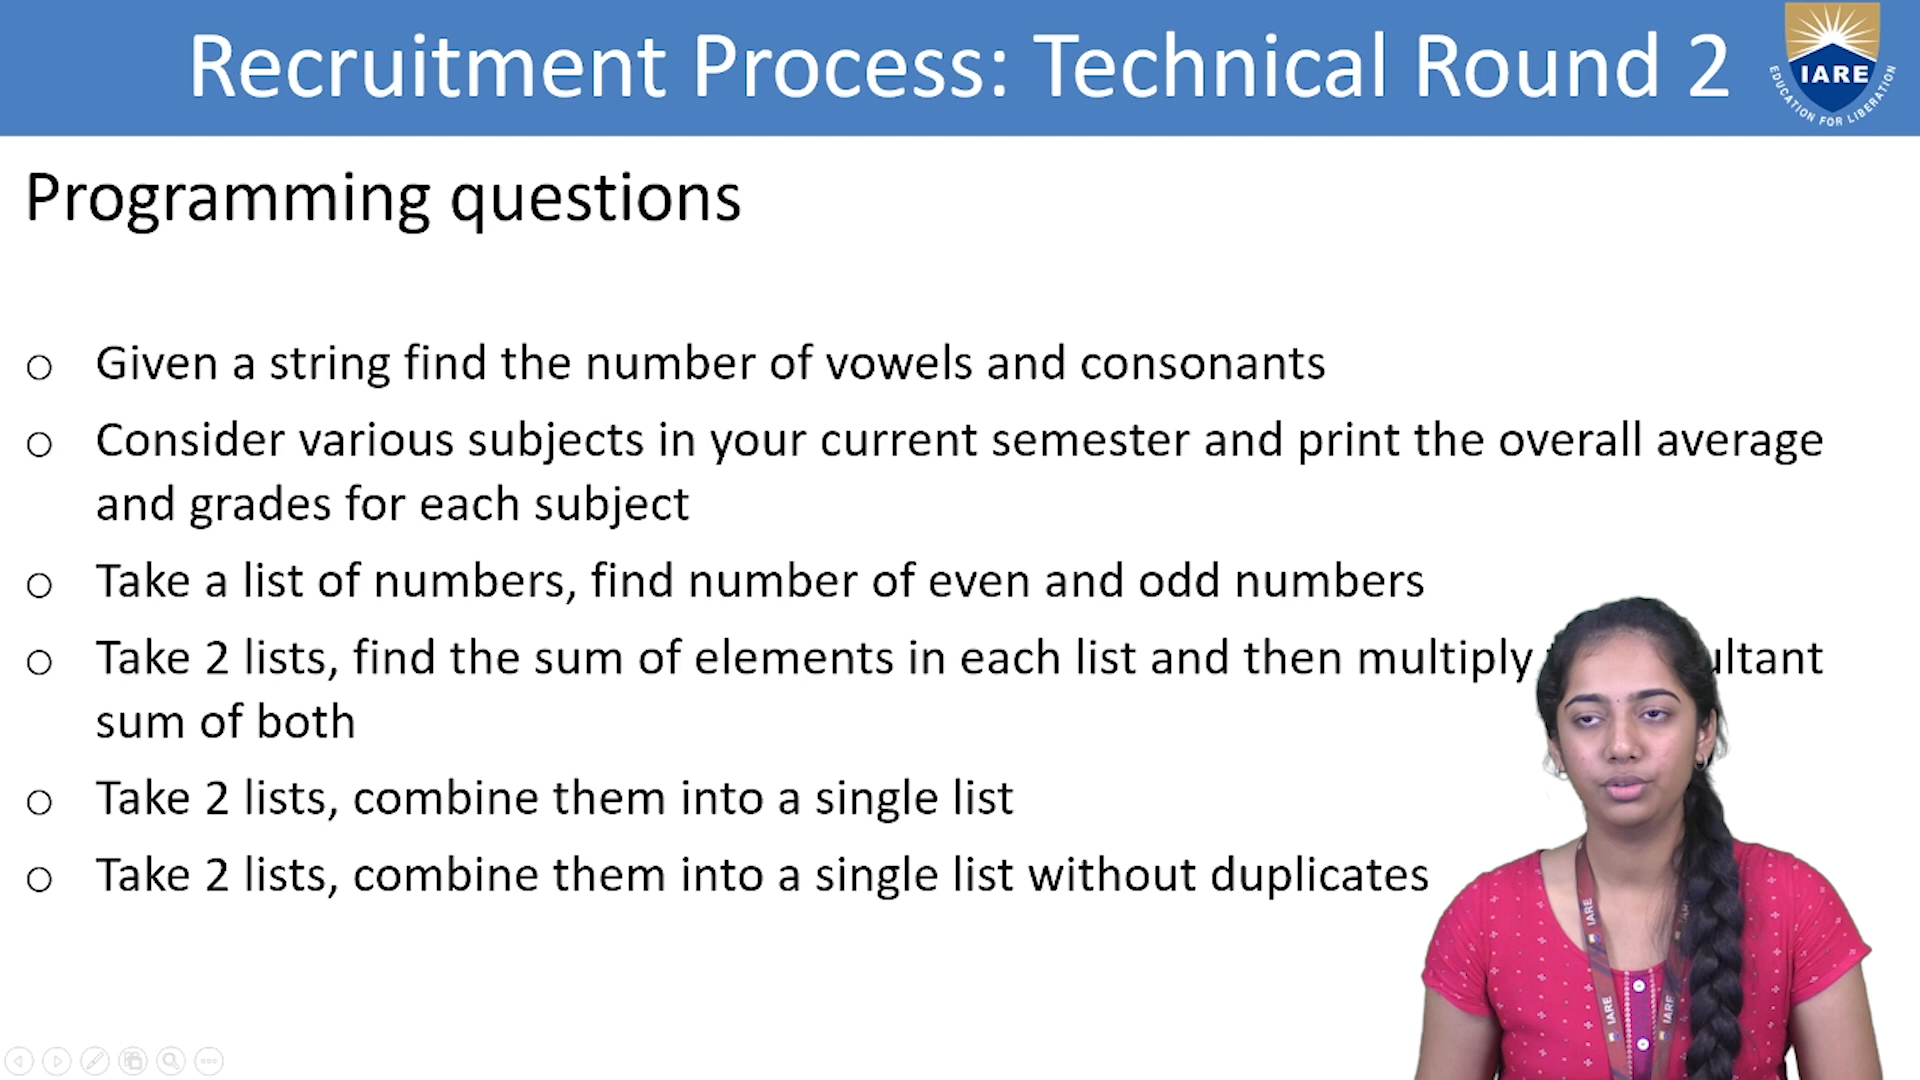 Recruitment Process: Technical Round 2
IARE
EDUCATION FOR LIBERATION
Programming questions
Given a string find the number of vowels and consonants
Consider various subjects in your current semester and print the overall average
and grades for each subject
Take a list of numbers, find number of even and odd numbers
Take 2 lists, find the sum of elements in each list and then multiply
sum of both
Take 2 lists, combine them into a single list
Take 2 lists, combine them into a single list without duplicates
IARE
IARE
IARE
IARE